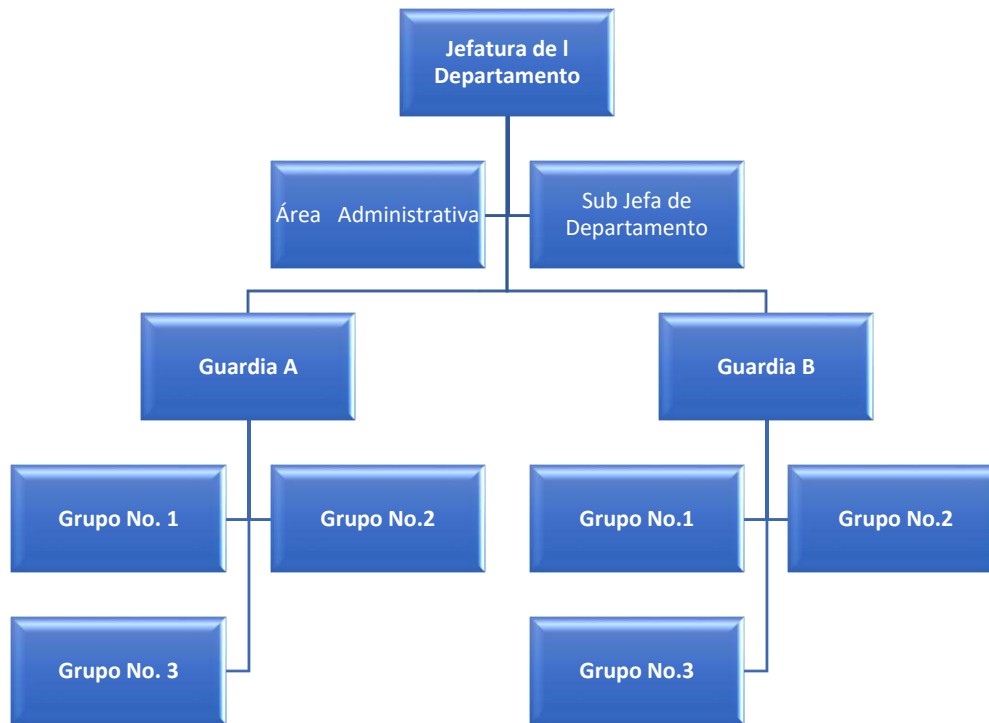 Jefatura de l
Departamento
Área Administrativa
Sub Jefa de
Departamento
Guardia A
Guardia B
Grupo No. 1
Grupo No.2
Grupo No.1
Grupo No.2
Grupo No. 3
Grupo No.3